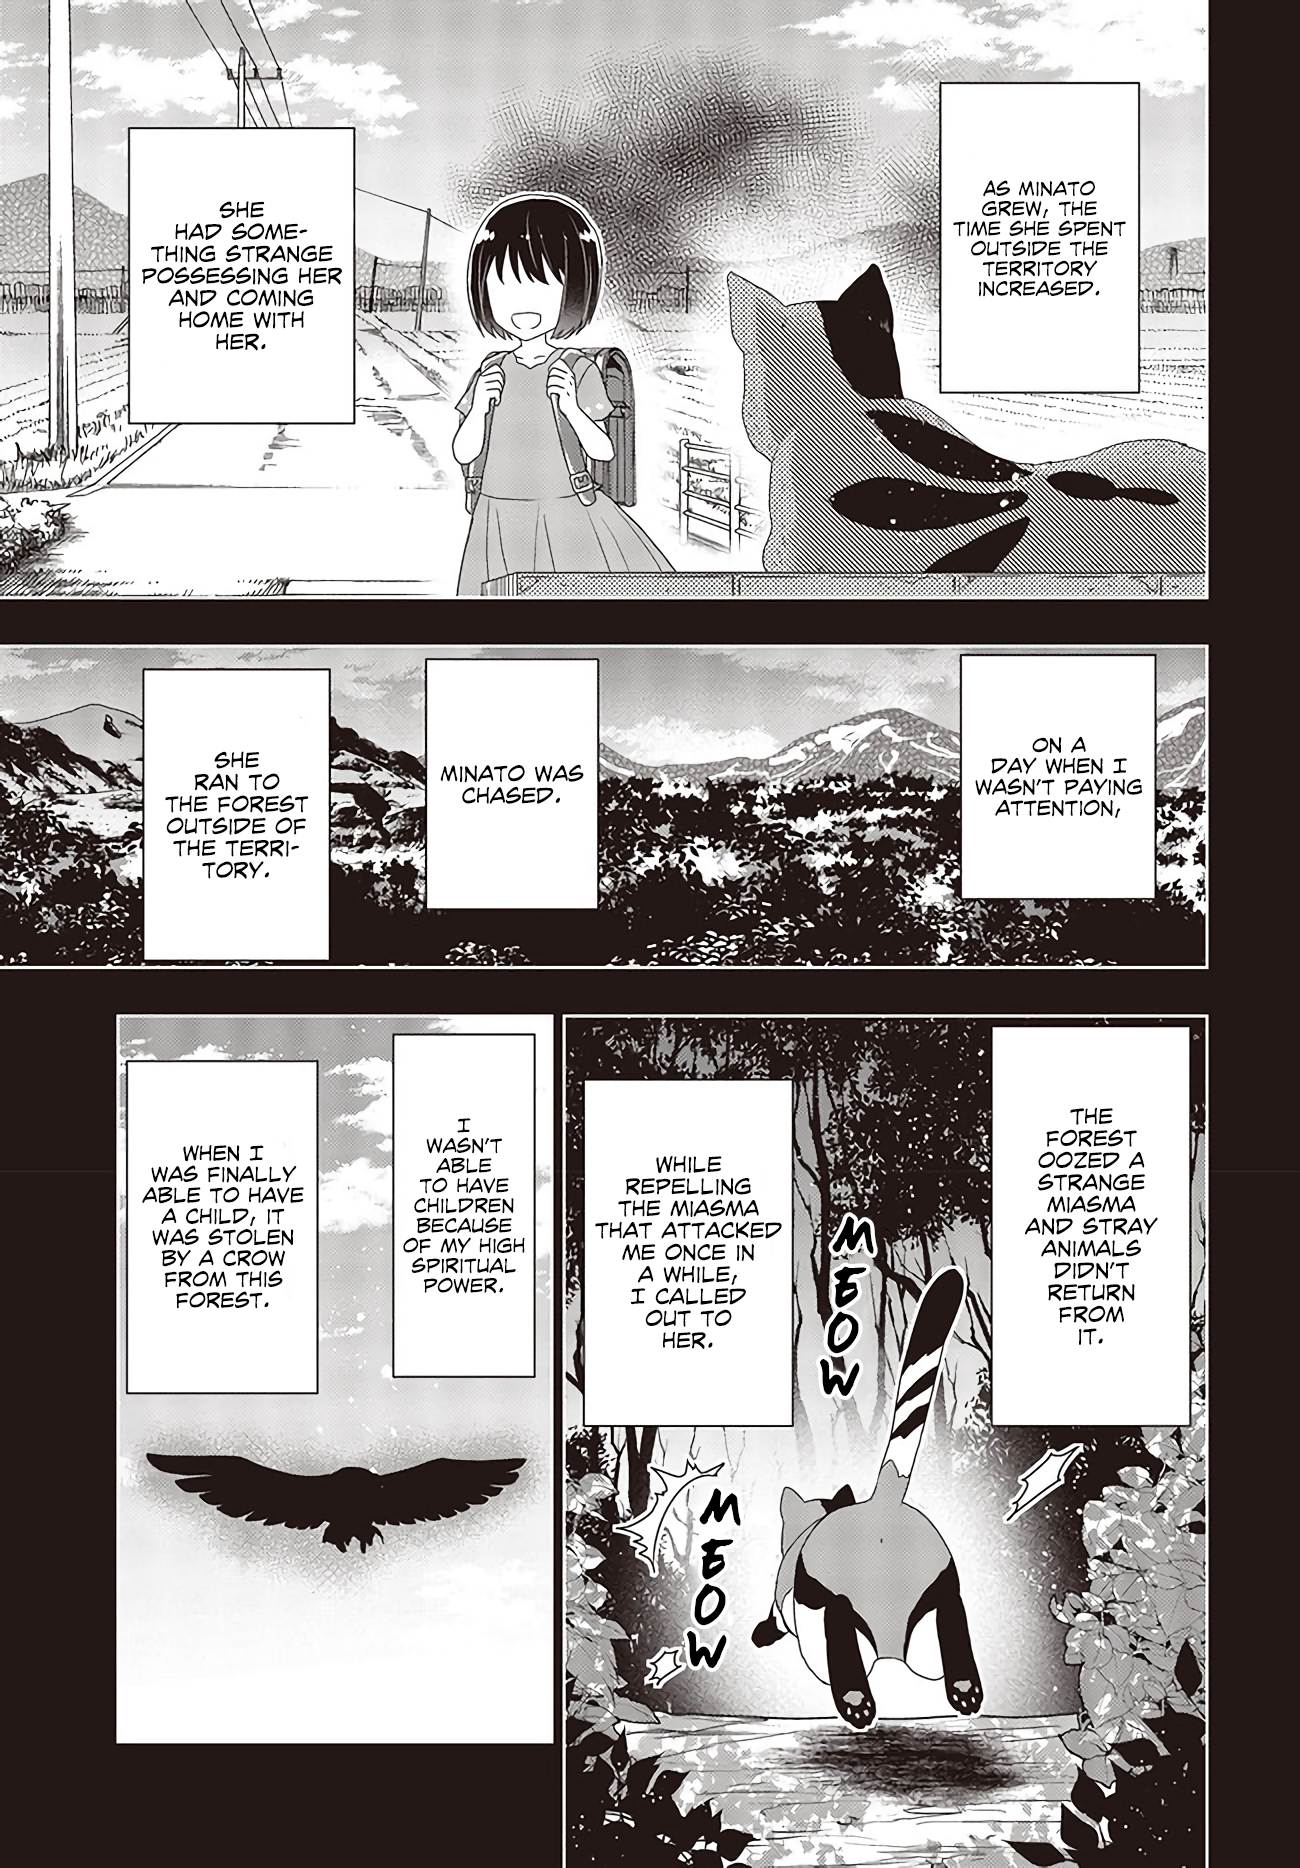 AS MINATO
GREW, THE
TIME SHE SPENT
OUTSIDE THE
TERRITORY
INCREASED.
SHE
HAD SOME-
THING STRANGE
POSSESSING HER
AND COMING
HOME WITH
HER.
ON A
DAY WHEN I
WASN'T PAYING
ATTENTION,
MINATO WAS
CHASED.
SHE
RAN TO
THE FOREST
OUTSIDE OF
THE TERRI-
TORY.
THE
FOREST
OOZED A
STRANGE
MIASMA
AND STRAY
ANIMALS
DIDN'T
RETURN
FROM
IT.
MEOW
WHILE
REPELLING
THE MIASMA
THAT ATTACKED
ME ONCE IN
A WHILE,
I CALLED
OUT TO
HER.
MEOW
I
WASN'T
ABLE
TO HAVE
CHILDREN
BECAUSE
OF MY HIGH
SPIRITUAL
POWER.
WHEN I
WAS FINALLY
ABLE TO HAVE
A CHILD, IT
WAS STOLEN
BY A CROW
FROM THIS
FOREST.